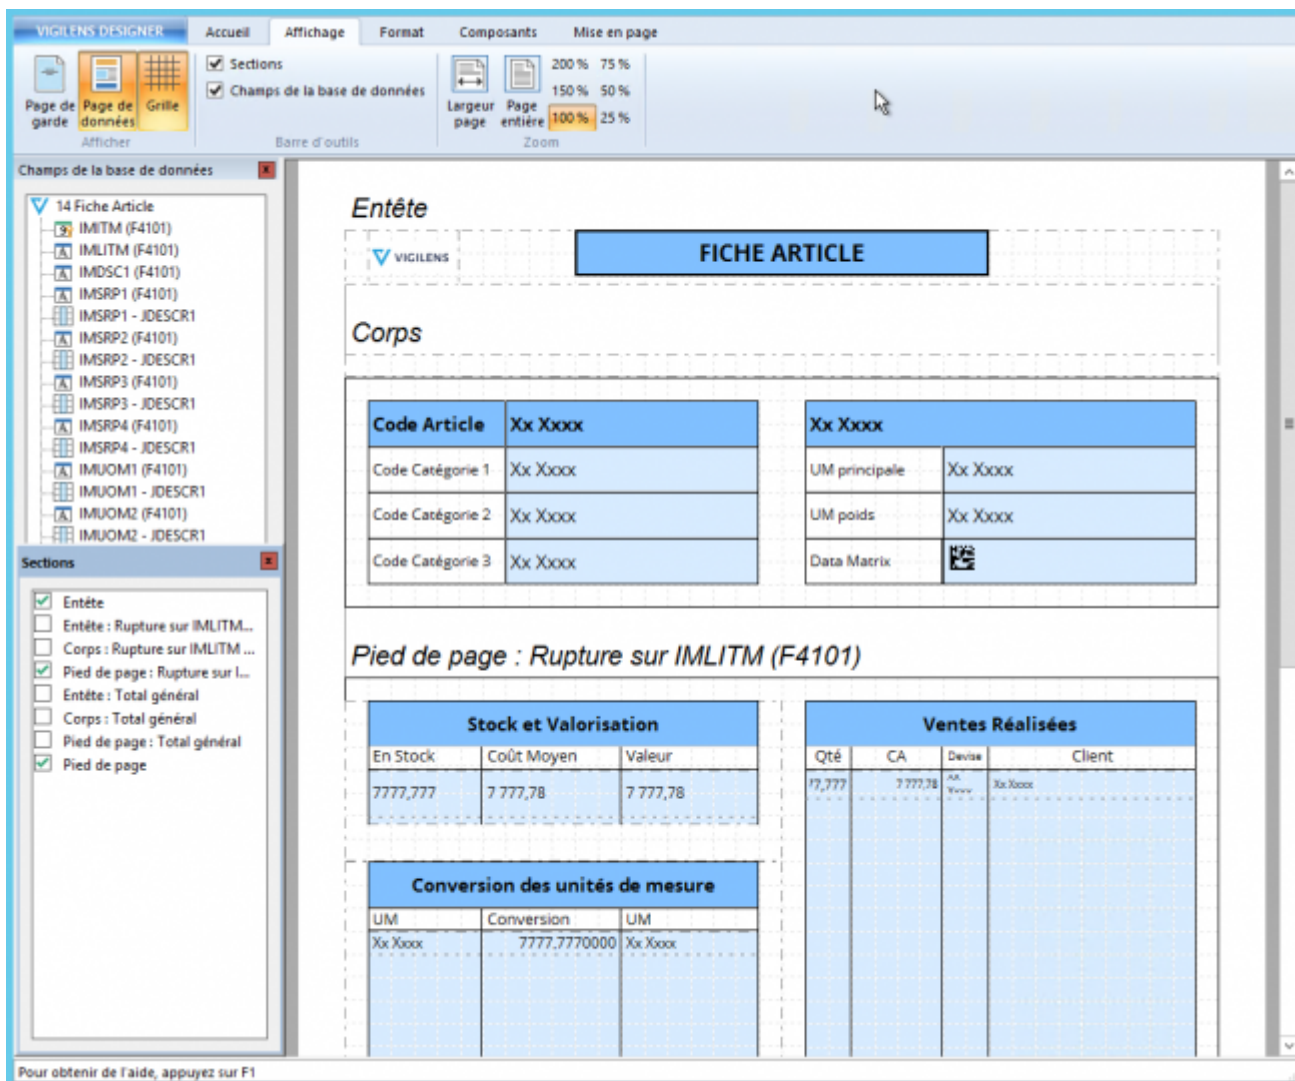 VIGILENS DESIGNER Accueil Affichage Format Composants Mise en page
Sections
Champs de la base de données
Page de garde
Page de données
Grille
Largeur page
Page entière
200 % 75 %
150 % 50 %
100 % 25 %
Afficher Barre d'outils Zoom
Champs de la base de données x
14 Fiche Article
IMITM (F4101)
IMLITM (F4101)
IMDSC1 (F4101)
IMSRP1 (F4101)
IMSRP1 - JDESCR1
IMSRP2 (F4101)
IMSRP2 - JDESCR1
IMSRP3 (F4101)
IMSRP3 - JDESCR1
IMSRP4 (F4101)
IMSRP4 - JDESCR1
IMUOM1 (F4101)
IMUOM1 - JDESCR1
IMUOM2 (F4101)
IMUOM2 - JDESCR1
Sections x
Entête
Entête : Rupture sur IMLITM...
Corps : Rupture sur IMLITM ...
Pied de page : Rupture sur I...
Entête : Total général
Corps : Total général
Pied de page : Total général
Pied de page
Entête
VIGILENS
FICHE ARTICLE
Corps
Code Article Xx Xxxx
Code Catégorie 1 Xx Xxxx
Code Catégorie 2 Xx Xxxx
Code Catégorie 3 Xx Xxxx
Xx Xxxx
UM principale Xx Xxxx
UM poids Xx Xxxx
Data Matrix
Pied de page : Rupture sur IMLITM (F4101)
Stock et Valorisation
En Stock Coût Moyen Valeur
7777,777 7 777,78 7 777,78
Ventes Réalisées
Qté CA Devise Client
7,777 7 777,78 Xx Xxxx Xx Xxxx
Conversion des unités de mesure
UM Conversion UM
Xx Xxxx 7777.7770000 Xx Xxxx
Pour obtenir de l'aide, appuyez sur F1